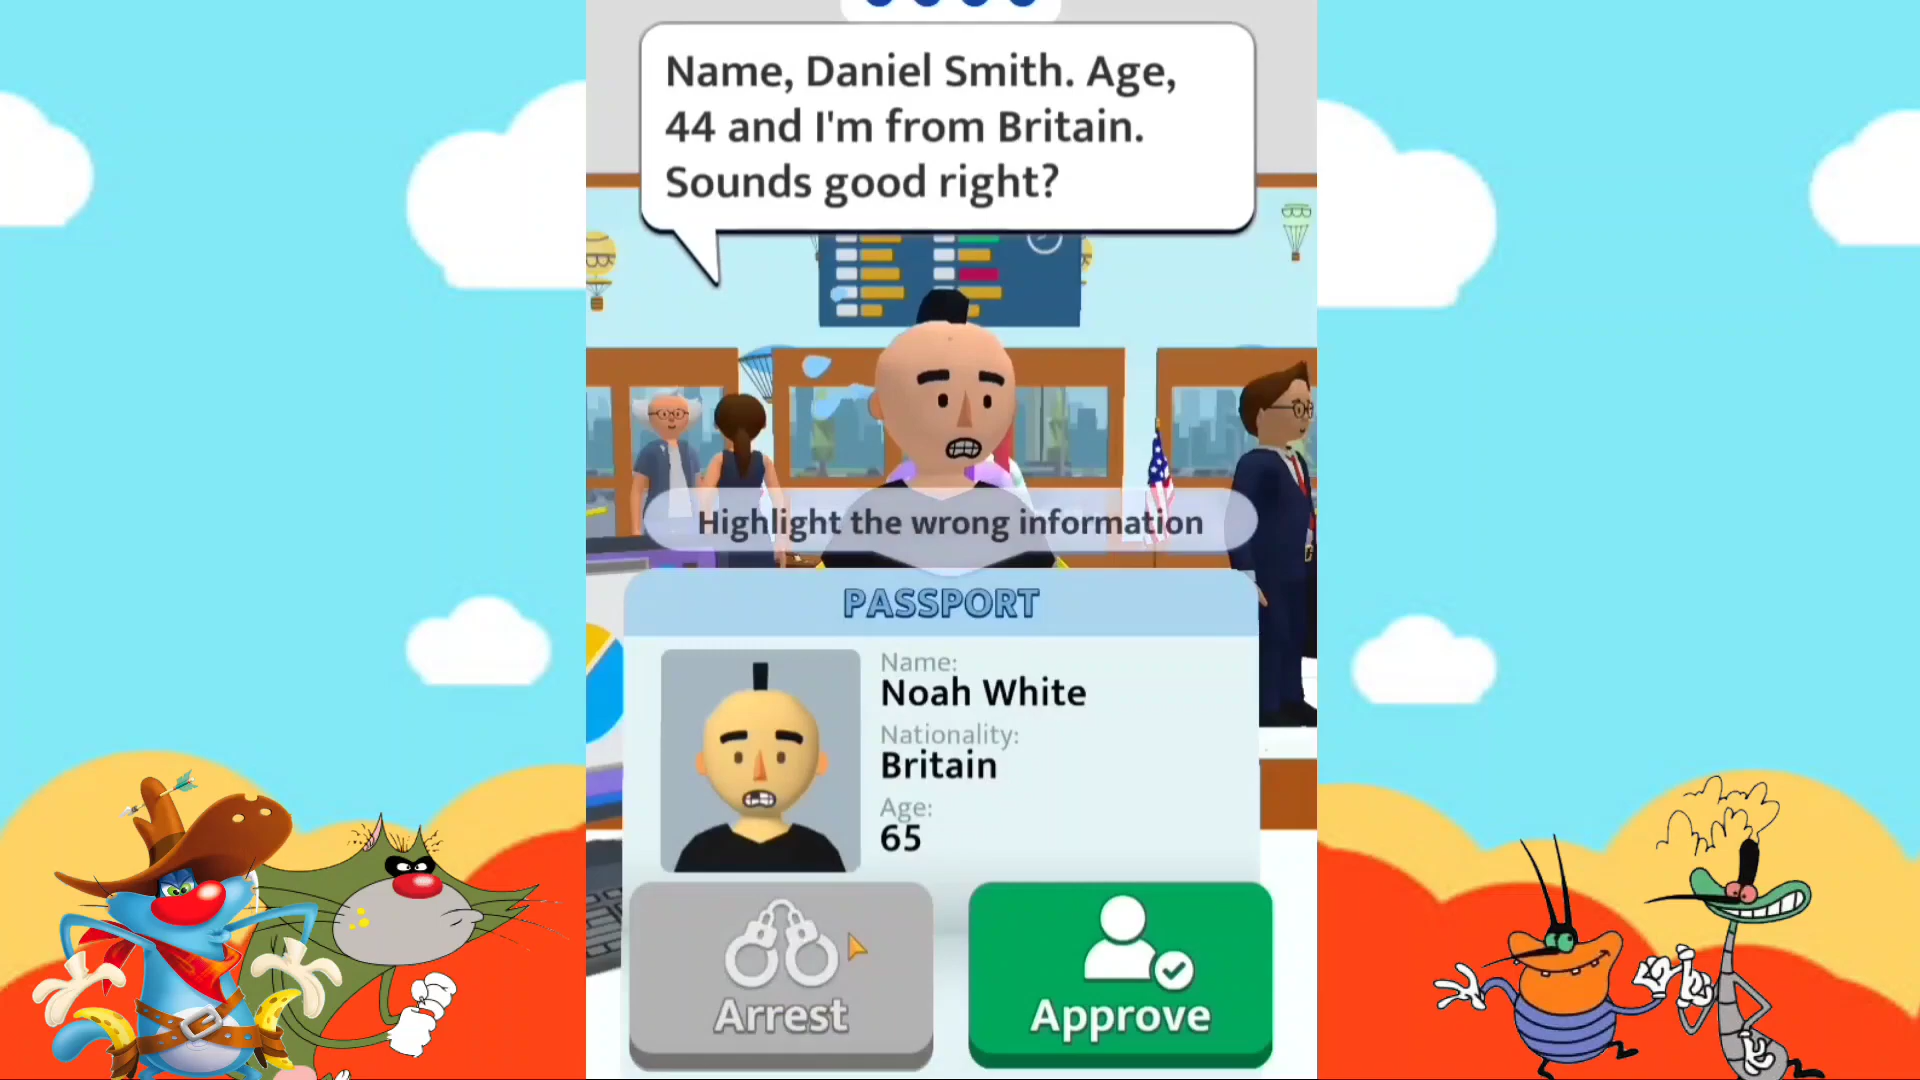 Name, Daniel Smith. Age,
44 and I'm from Britain.
Sounds good right?
Highlight the wrong information
PASSPORT
Name:
Noah White
Nationality:
Britain
Age:
65
Arrest
Approve